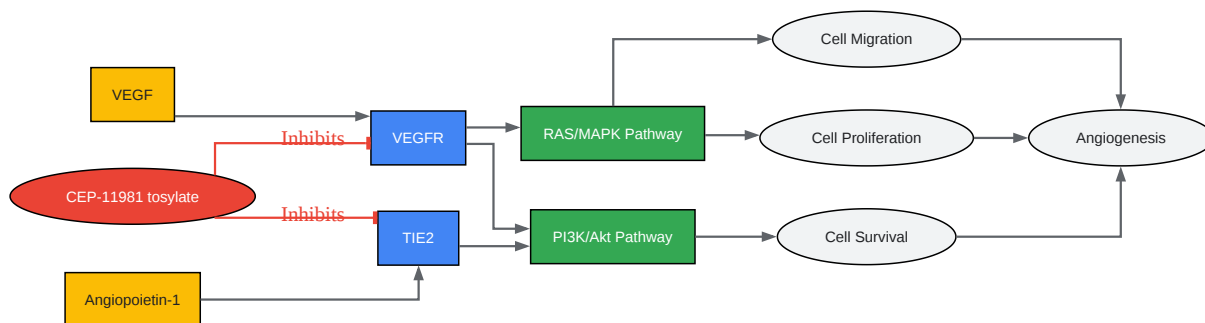 Cell Migration
VEGF
VEGFR
RAS/MAPK Pathway
Cell Proliferation
Angiogenesis
Inhibits
CEP-11981 tosylate
Inhibits
TIE2
PI3K/Akt Pathway
Cell Survival
Angiopoietin-1